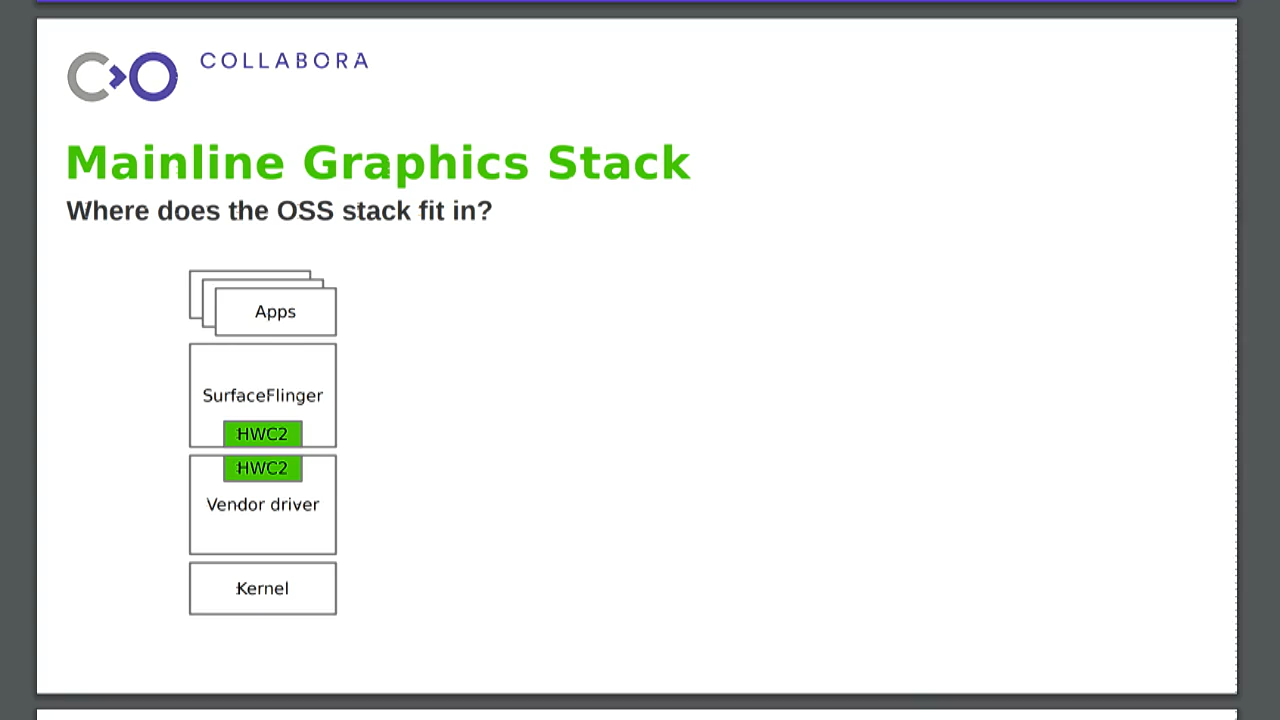 COLLABORA
Mainline Graphics Stack
Where does the OSS stack fit in?
Apps
SurfaceFlinger
HWC2
HWC2
Vendor driver
Kernel